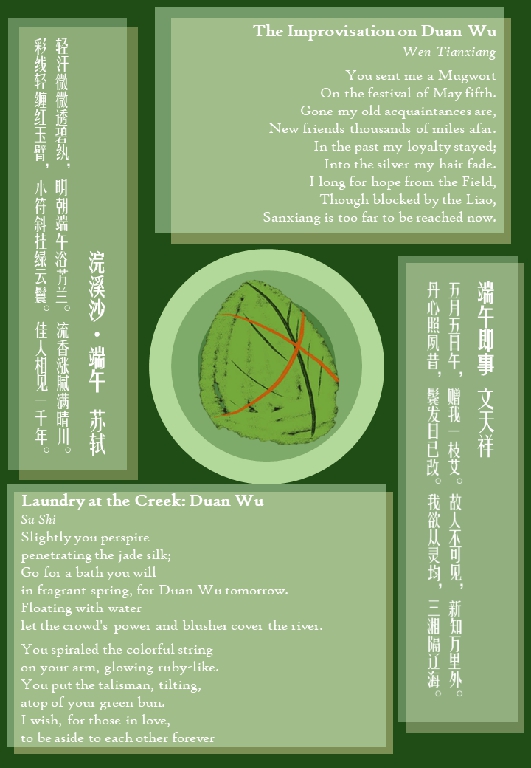 The Improvisation on Duan Wu
Wen Tianxiang
You sent me a Mugwort
On the festival of May fifth.
Gone my old acquaintances are,
New friends thousands of miles afar.
In the past my loyalty stayed;
Into the silver my hair fade.
I long for hope from the Field,
Though blocked by the Liao,
Sanxiang is too far to be reached now.
浣溪沙·端午 苏轼
轻汗微微透碧纨，明朝端午浴芳兰。流香涨腻满晴川。
彩线轻缠红玉臂，小符斜挂绿云鬟。佳人相见一千年。
端午即事 文天祥
五月五日午，赠我一枝艾。故人不可见，新知万里外。
丹心照夙昔，鬓发日已改。我欲从灵均，三湘隔辽海。
Laundry at the Creek: Duan Wu
Su Shi
Slightly you perspire
penetrating the jade silk;
Go for a bath you will
in fragrant spring, for Duan Wu tomorrow.
Floating with water
let the crowd's power and blusher cover the river.
You spiraled the colorful string
on your arm, glowing ruby-like.
You put the talisman, tilting,
atop of your green bun.
I wish, for those in love,
to be aside to each other forever